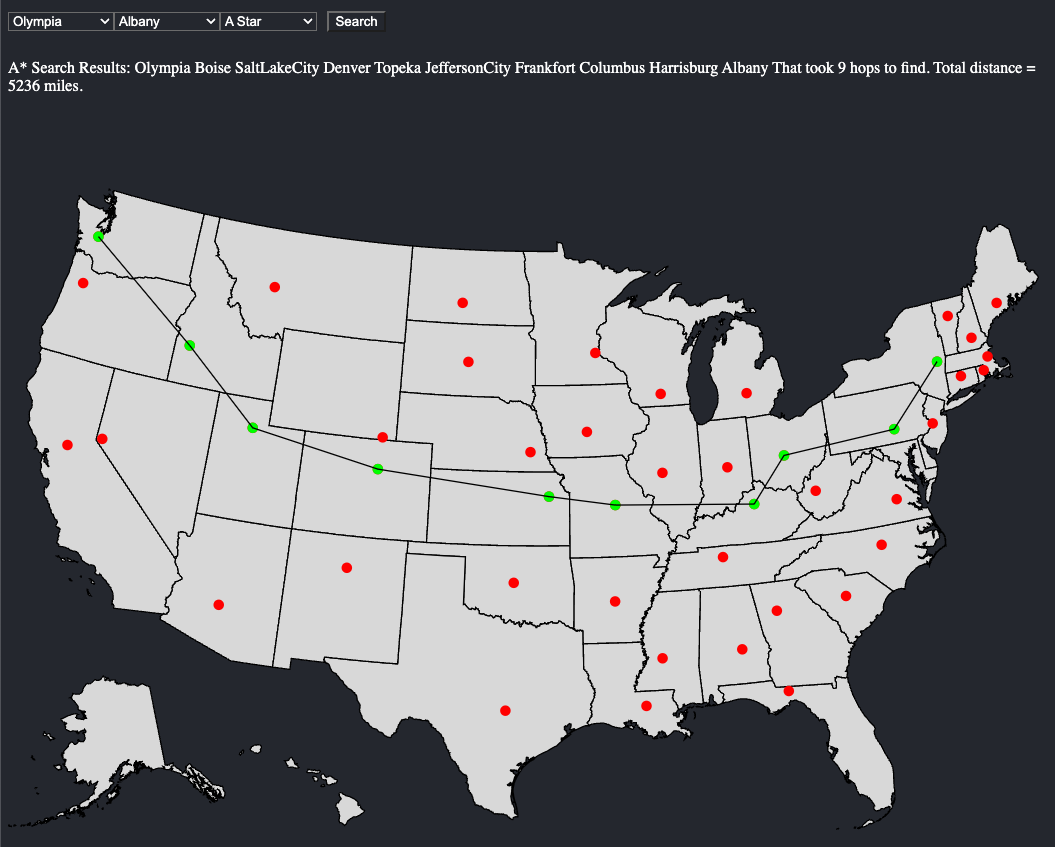 Olympia Albany A Star Search
A* Search Results: Olympia Boise SaltLakeCity Denver Topeka JeffersonCity Frankfort Columbus Harrisburg Albany That took 9 hops to find. Total distance =
5236 miles.